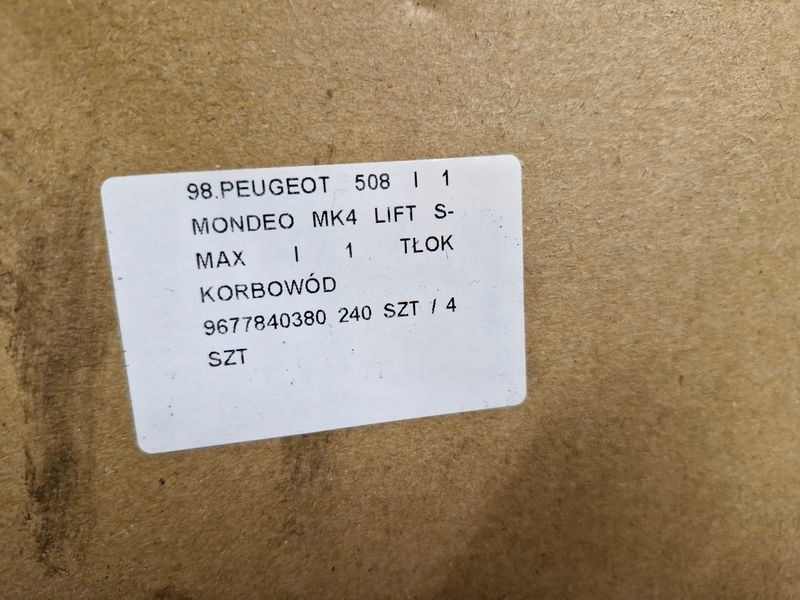 98.PEUGEOT 508 I 1
MONDEO MK4 LIFT S-
MAX I 1 TŁOK
KORBOWÓD
9677840380 240 SZT / 4
SZT